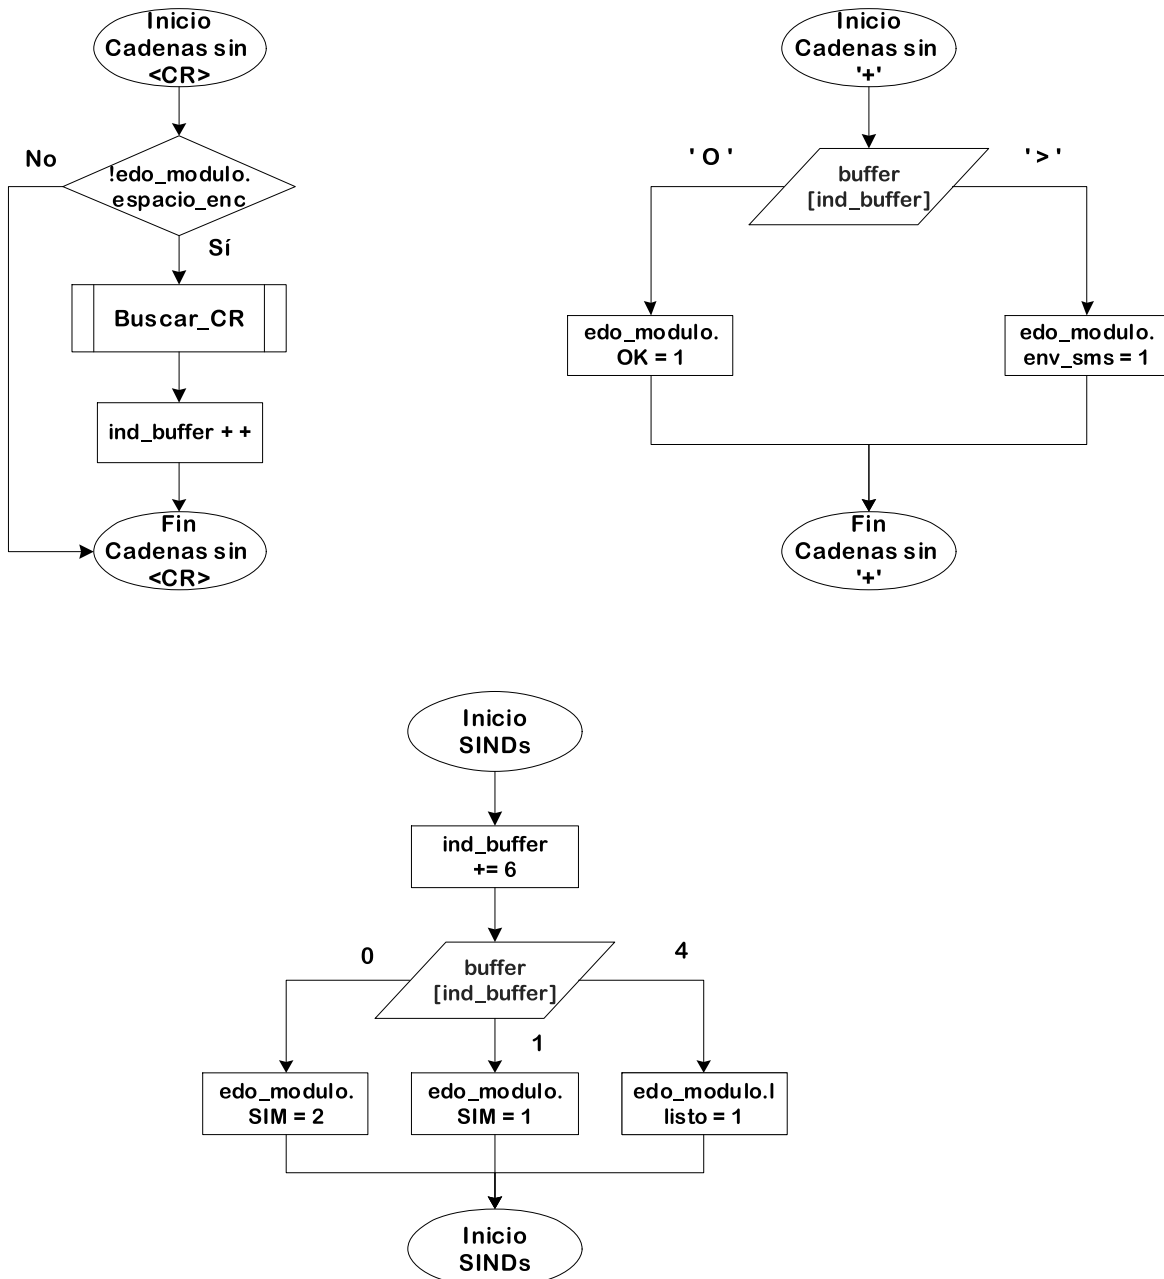 Inicio
Cadenas sin
<CR>
No
!edo_modulo.
espacio_enc
Sí
Buscar_CR
ind_buffer + +
Fin
Cadenas sin
<CR>
Inicio
Cadenas sin
'+'
' O '
buffer
[ind_buffer]
' > '
edo_modulo.
OK = 1
edo_modulo.
env_sms = 1
Fin
Cadenas sin
'+'
Inicio
SINDs
ind_buffer
+= 6
0
buffer
[ind_buffer]
4
1
edo_modulo.
SIM = 2
edo_modulo.
SIM = 1
edo_modulo.l
listo = 1
Inicio
SINDs